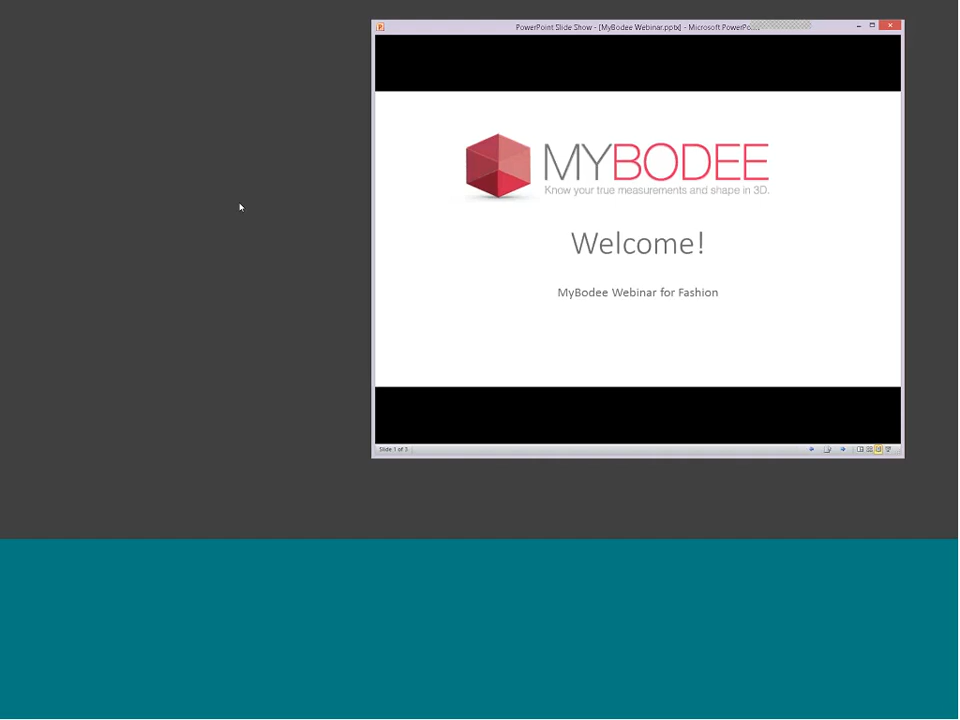 PowerPoint Slide Show - [MyBodee Webinar.pptx] - Microsoft PowerPo
MYBODEE
Know your true measurements and shape in 3D.
Welcome!
MyBodee Webinar for Fashion
Slide 1 of 3